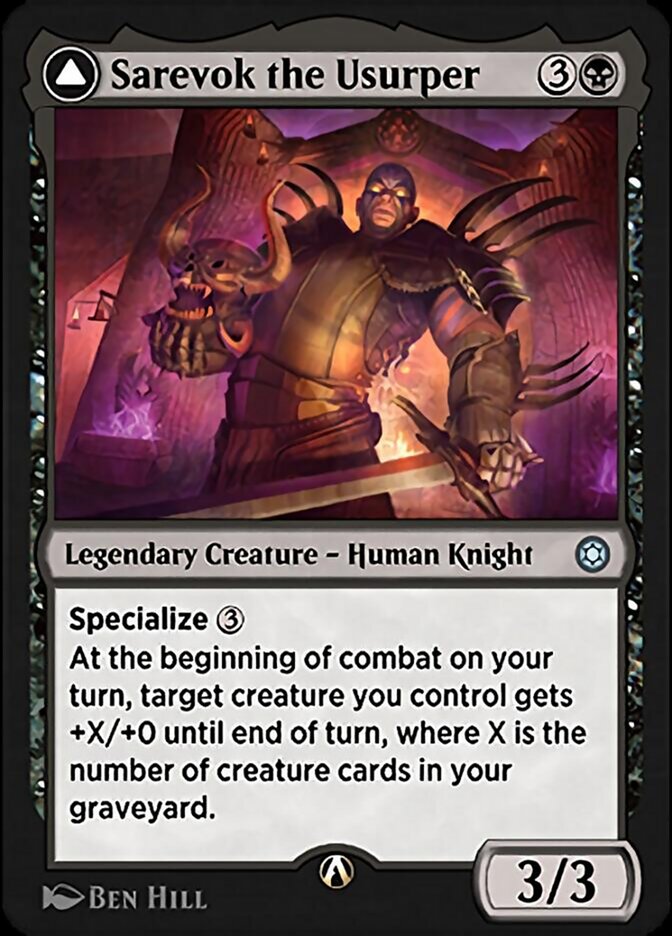 Sarevok the Usurper 3
Legendary Creature – Human Knight
Specialize 3
At the beginning of combat on your
turn, target creature you control gets
+X/+0 until end of turn, where X is the
number of creature cards in your
graveyard.
3/3
Ben Hill